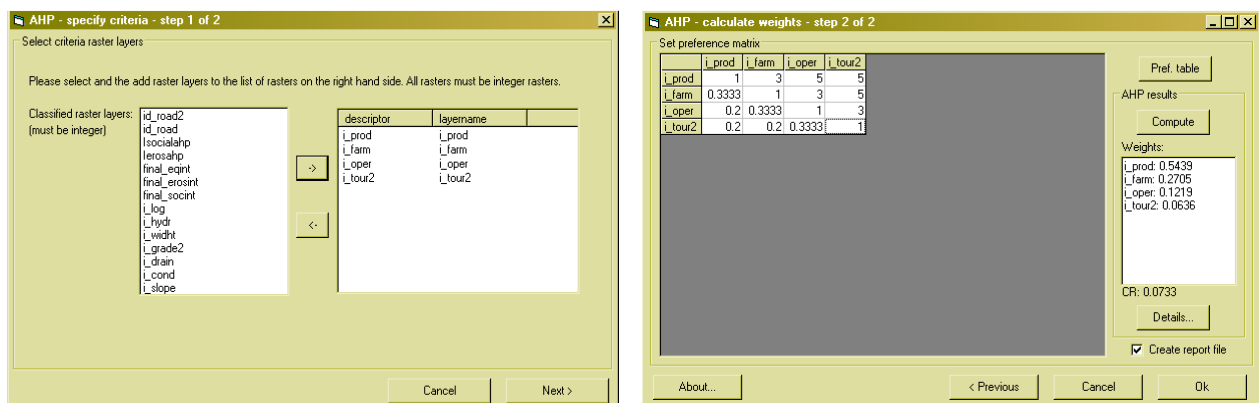 AHP - specify criteria - step 1 of 2
Select criteria raster layers
Please select and the add raster layers to the list of rasters on the right hand side. All rasters must be integer rasters.
Classified raster layers:
(must be integer)
id_road2
id_road
Isocialahp
Ierosahp
final_eqint
final_erosint
final_socint
i_log
i_hydr
i_widht
i_grade2
i_drain
i_cond
i_slope
->
<-
descriptor layername
i_prod i_prod
i_farm i_farm
i_oper i_oper
i_tour2 i_tour2
Cancel Next >
AHP - calculate weights - step 2 of 2
Set preference matrix
i_prod i_farm i_oper i_tour2
i_prod 1 3 5 5
i_farm 0.3333 1 3 5
i_oper 0.2 0.3333 1 3
i_tour2 0.2 0.2 0.3333 1
Pref. table
AHP results
Compute
Weights:
i_prod: 0.5439
i_farm: 0.2705
i_oper: 0.1219
i_tour2: 0.0636
CR: 0.0733
Details...
Create report file
About... < Previous Cancel Ok